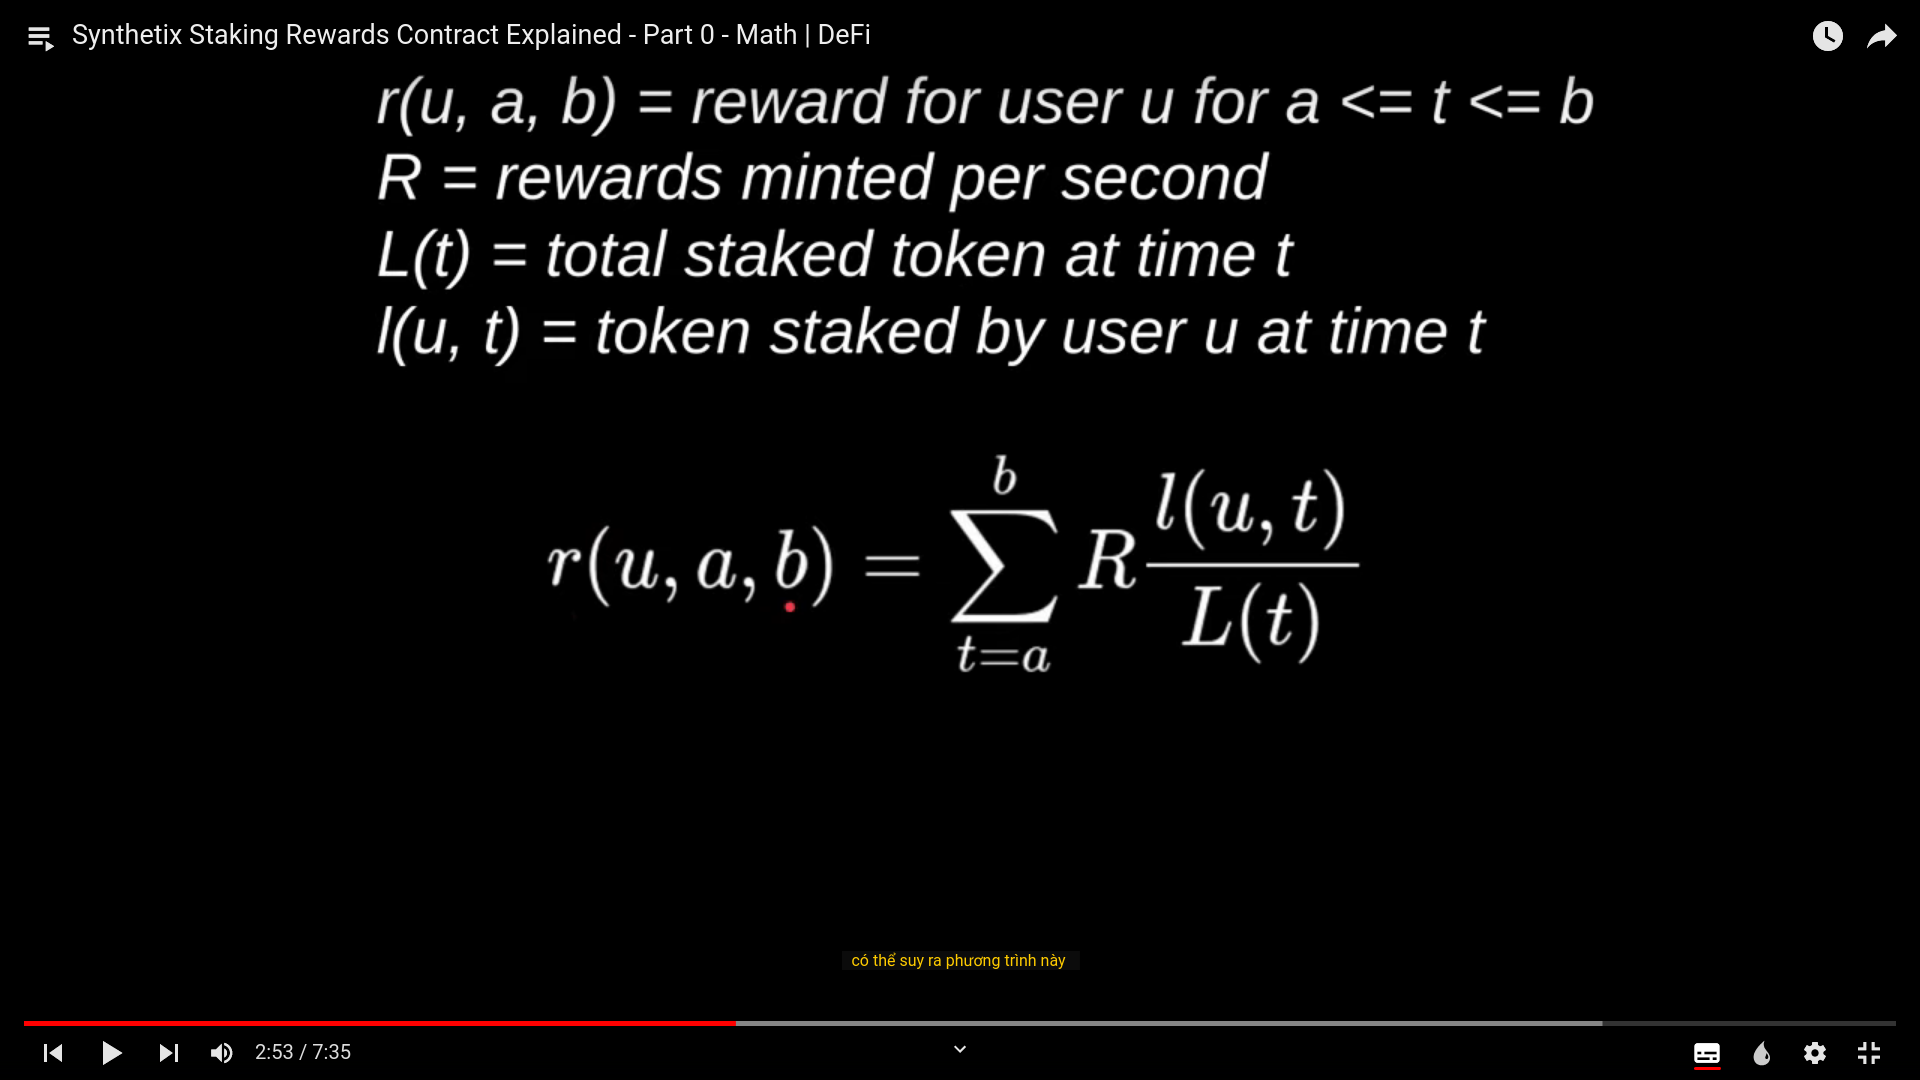 Synthetix Staking Rewards Contract Explained - Part 0 - Math | DeFi
r(u, a, b) = reward for user u for a <= t <= b
R = rewards minted per second
L(t) = total staked token at time t
l(u, t) = token staked by user u at time t
b
r(u, a, b) = ∑ R l(u, t) / L(t)
t=a
có thể suy ra phương trình này
2:53 / 7:35